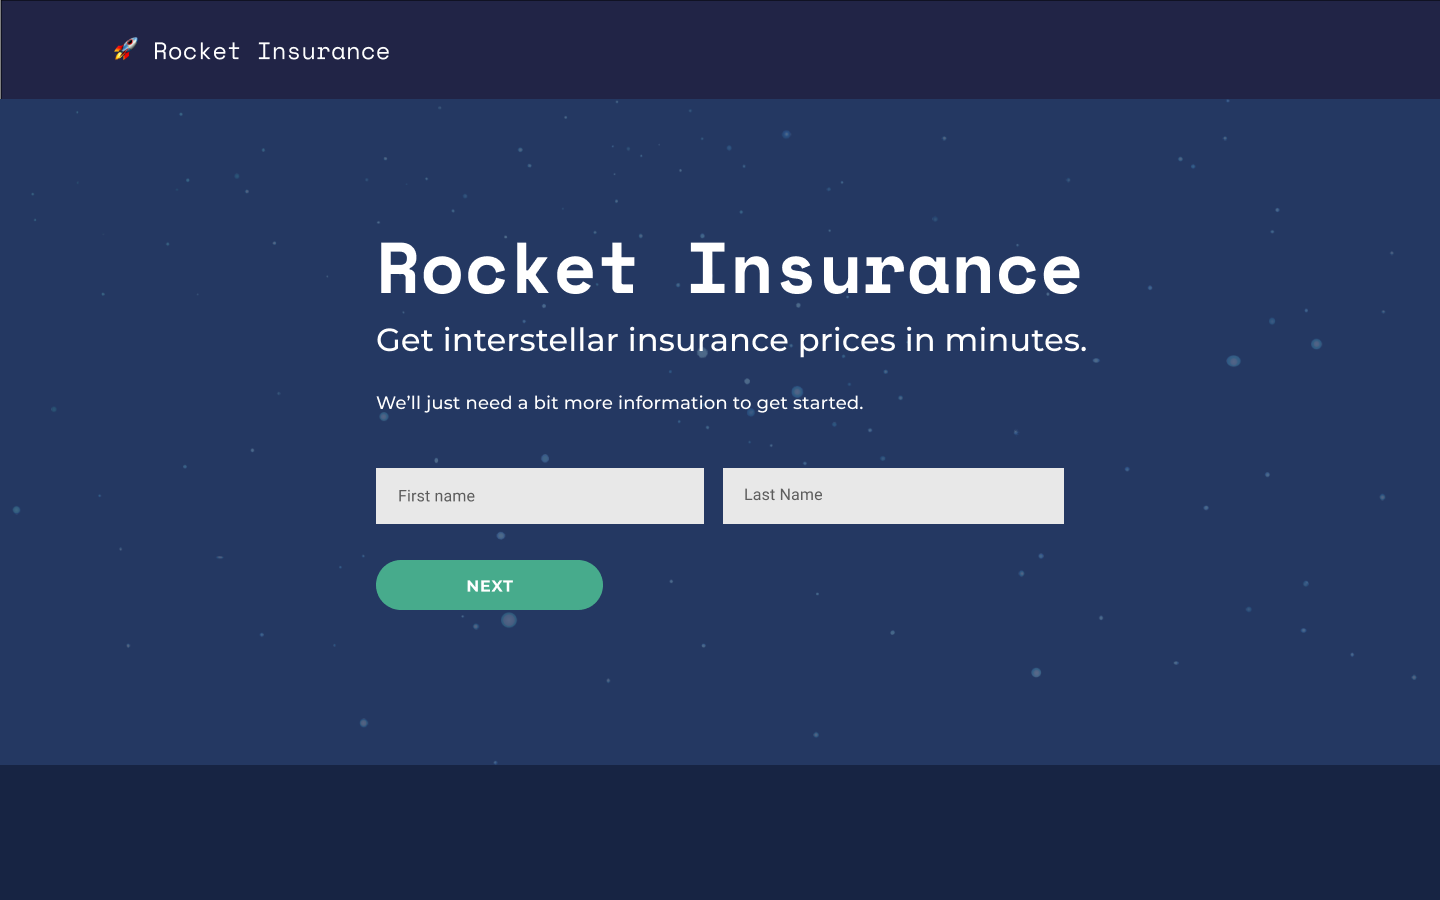 Rocket Insurance
Rocket Insurance
Get interstellar insurance prices in minutes.
We’ll just need a bit more information to get started.
First name
Last Name
NEXT